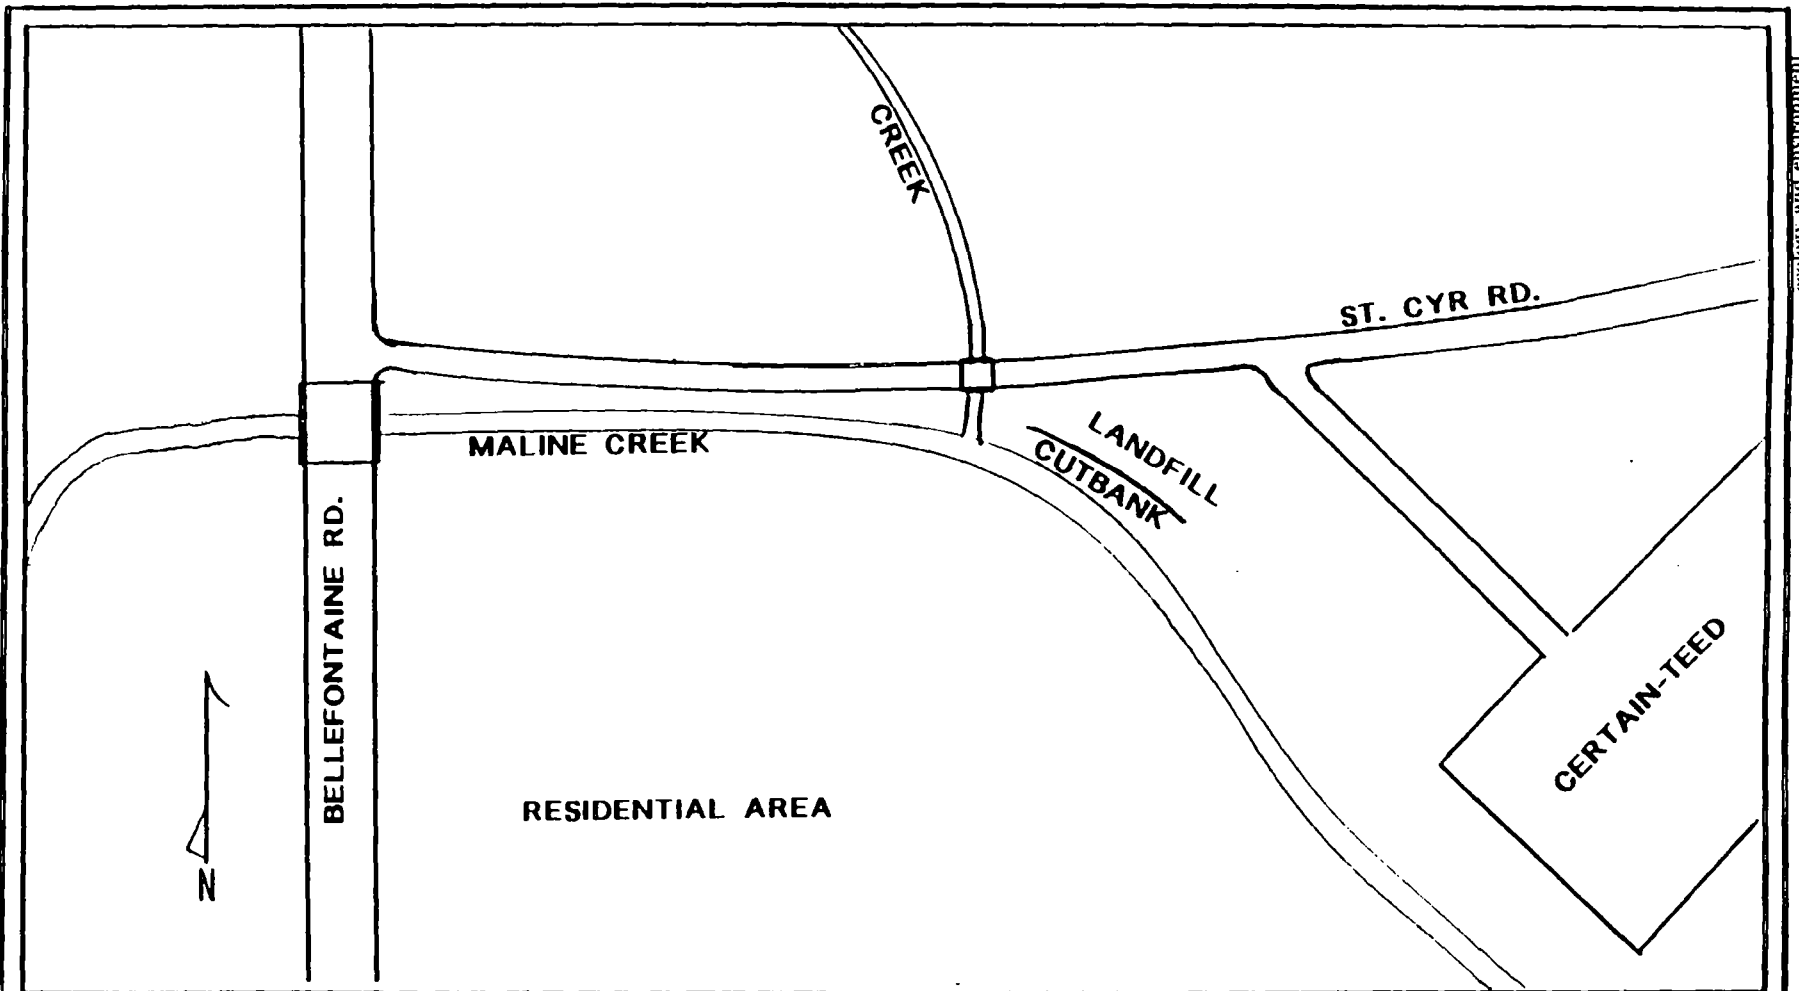 CREEK
ST. CYR RD.
MALINE CREEK
LANDFILL
CUTBANK
BELLEFONTAINE RD.
CERTAIN-TEED
RESIDENTIAL AREA
N